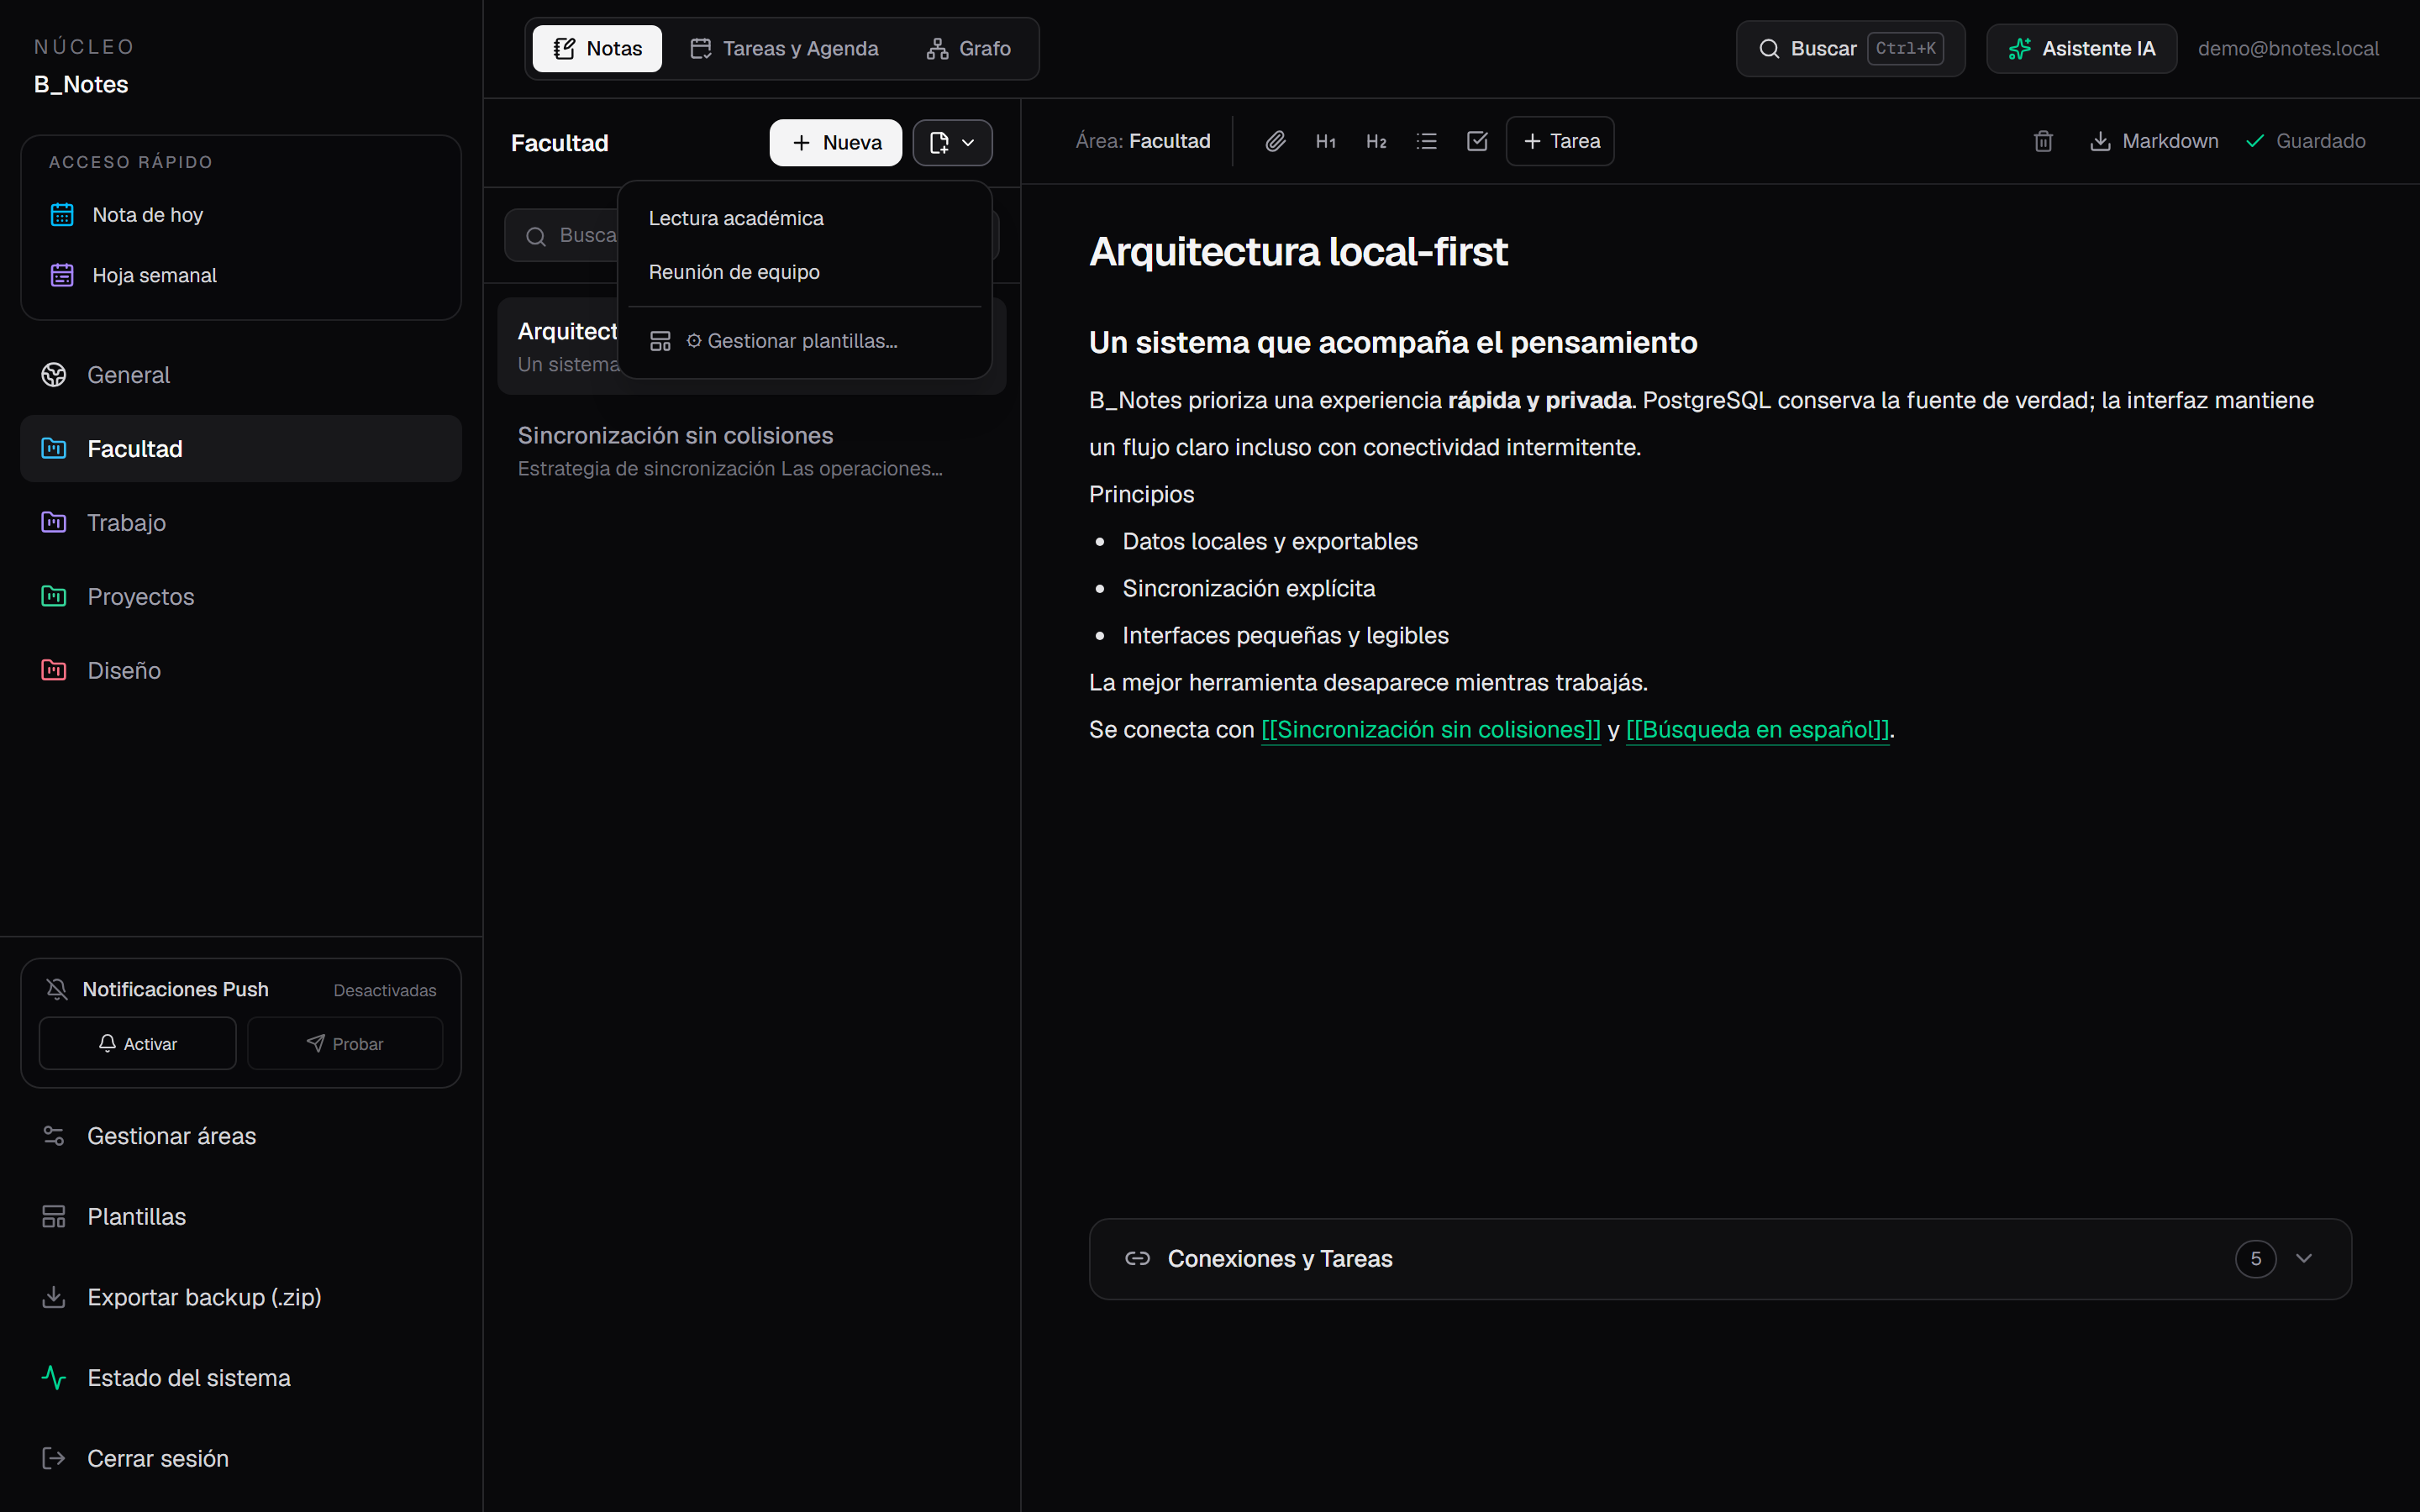 NÚCLEO
B_Notes
ACCESO RÁPIDO
Nota de hoy
Hoja semanal
General
Facultad
Trabajo
Proyectos
Diseño
Notificaciones Push
Desactivadas
Activar
Probar
Gestionar áreas
Plantillas
Exportar backup (.zip)
Estado del sistema
Cerrar sesión
Notas
Tareas y Agenda
Grafo
Buscar Ctrl+K
Asistente IA
demo@bnotes.local
Facultad
Nueva
Busca
Lectura académica
Reunión de equipo
Gestionar plantillas...
Arquitect
Un sistema
Sincronización sin colisiones
Estrategia de sincronización Las operaciones...
Área: Facultad
H1
H2
Tarea
Markdown
Guardado
Arquitectura local-first
Un sistema que acompaña el pensamiento
B_Notes prioriza una experiencia rápida y privada. PostgreSQL conserva la fuente de verdad; la interfaz mantiene
un flujo claro incluso con conectividad intermitente.
Principios
• Datos locales y exportables
• Sincronización explícita
• Interfaces pequeñas y legibles
La mejor herramienta desaparece mientras trabajás.
Se conecta con [[Sincronización sin colisiones]] y [[Búsqueda en español]].
Conexiones y Tareas
5